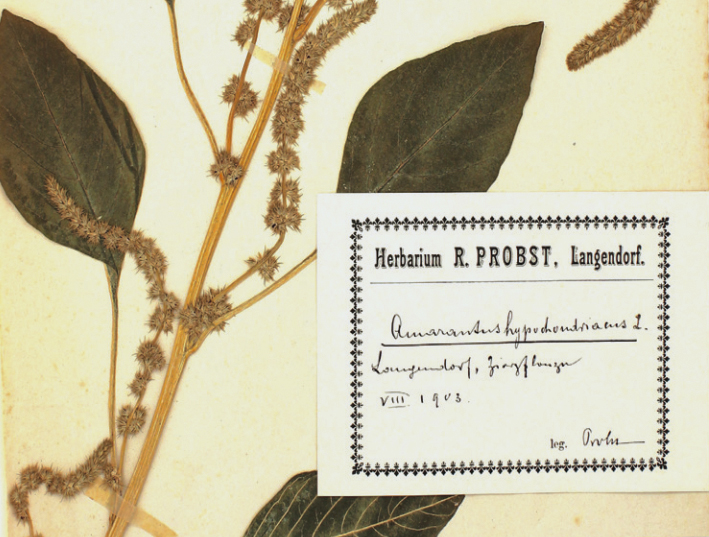 Herbarium R. PROBST, Langendorf.
Amarantus hypochondriacus L.
Langendorf, Zierpflanze
VIII. 1903.
leg. Probst